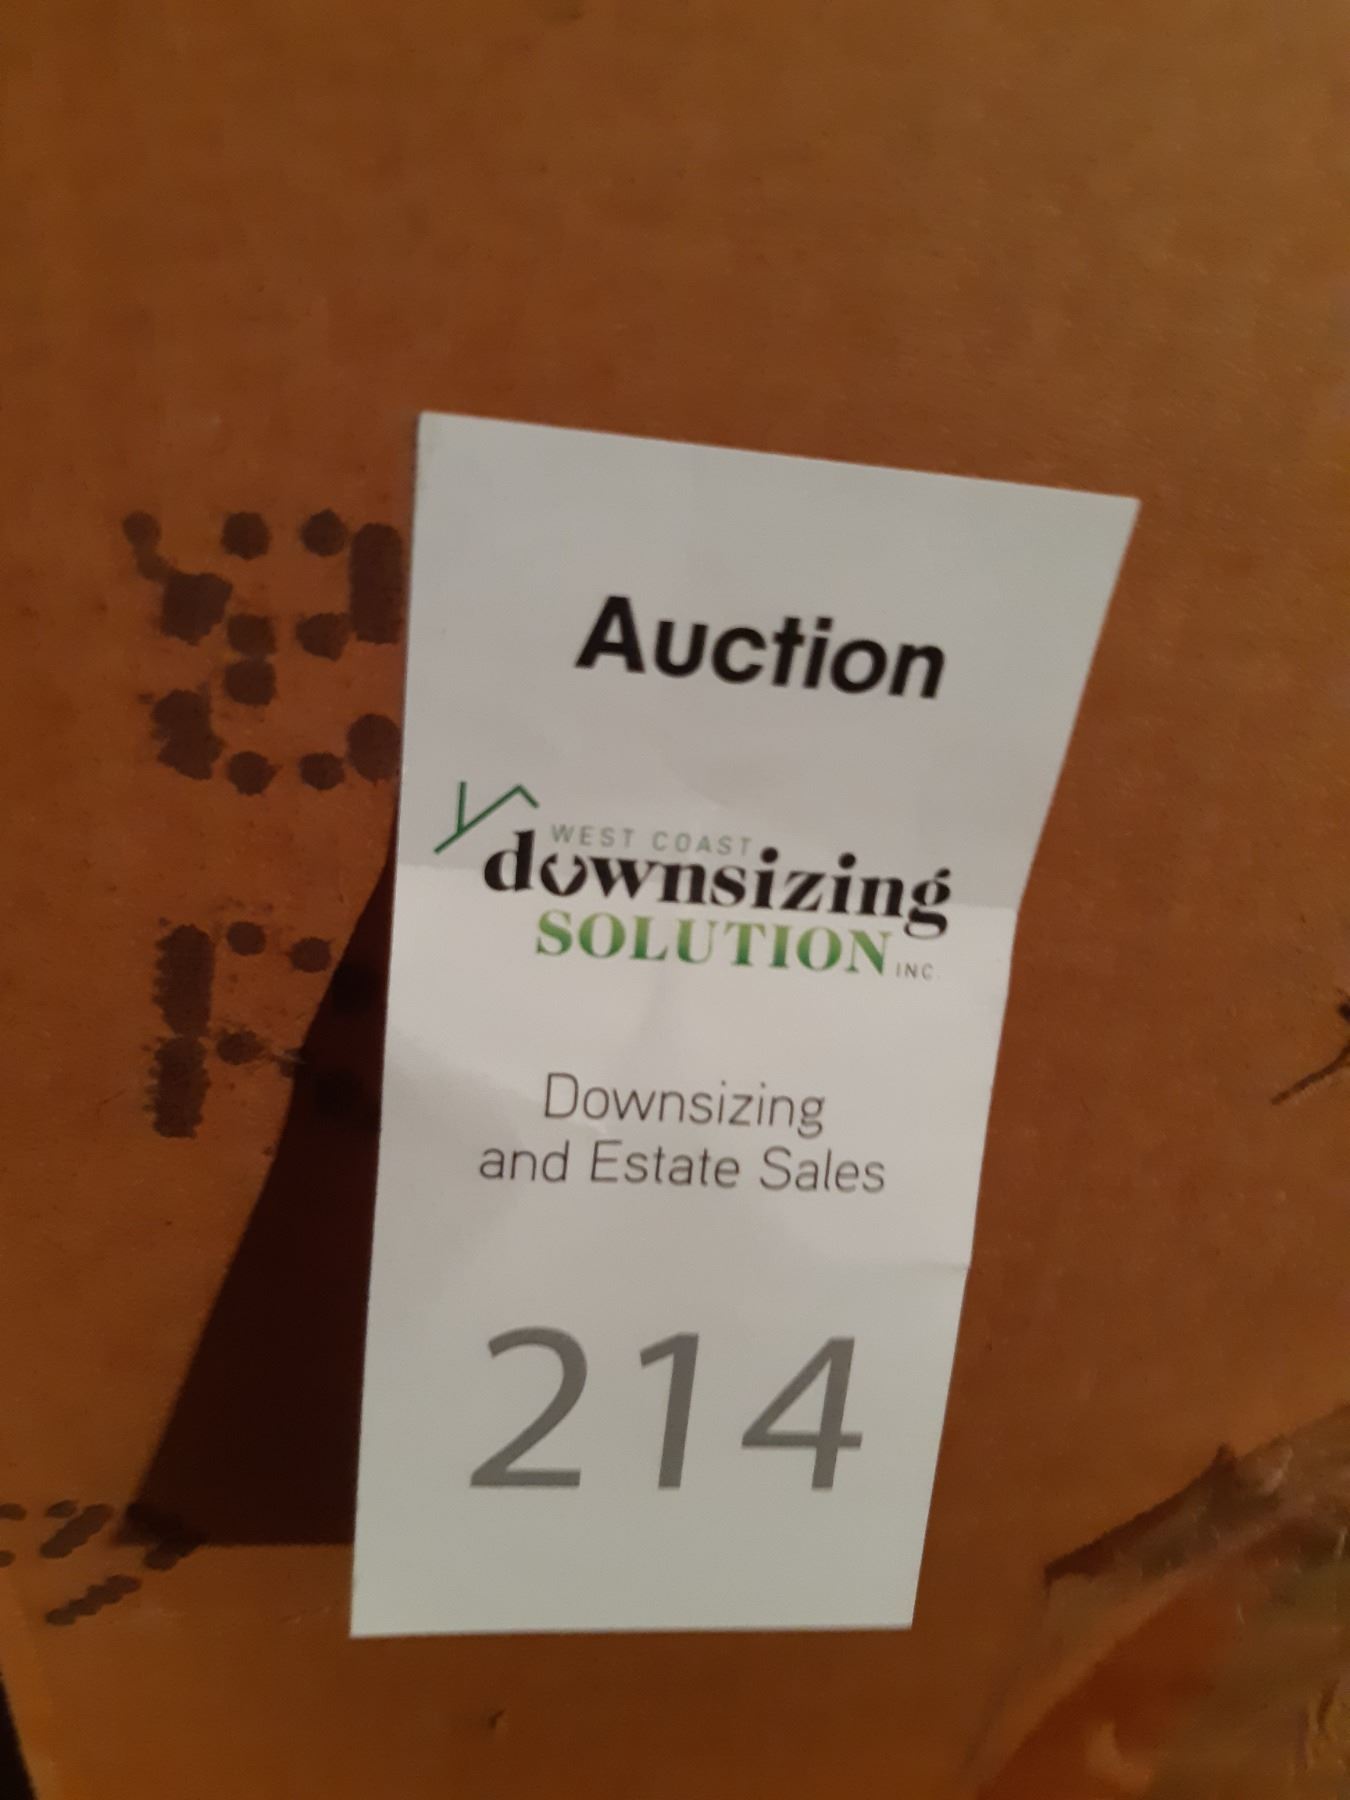 Auction
WEST COAST
downsizing
SOLUTION INC.
Downsizing
and Estate Sales
214